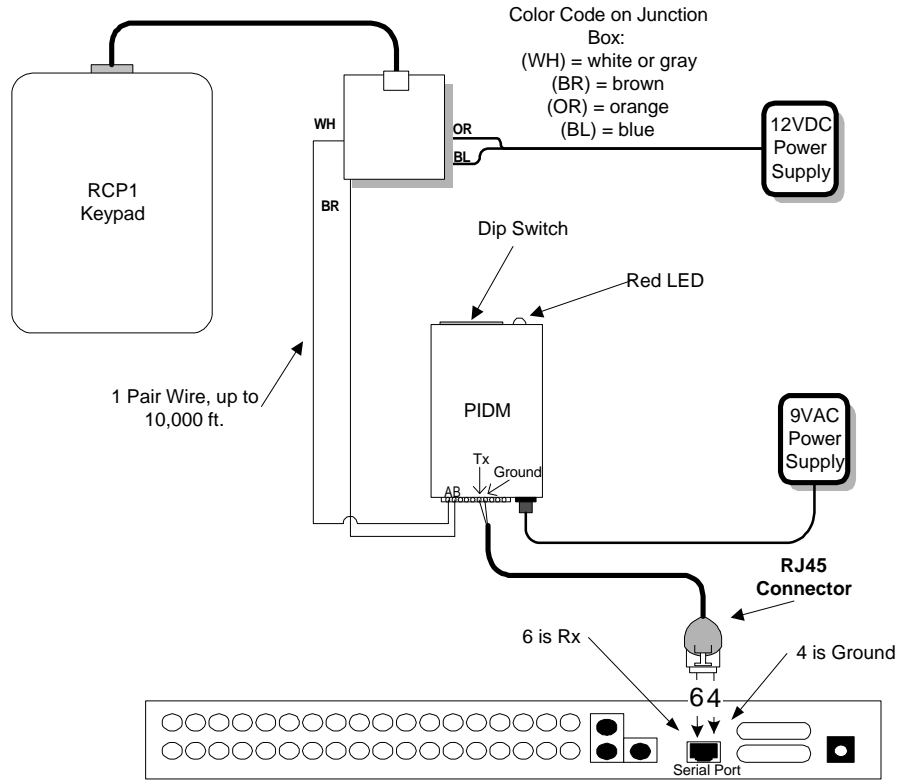 Color Code on Junction
Box:
(WH) = white or gray
(BR) = brown
(OR) = orange
(BL) = blue
12VDC
Power
Supply
WH
OR
BL
RCP1
Keypad
BR
Dip Switch
Red LED
1 Pair Wire, up to
10,000 ft.
PIDM
9VAC
Power
Supply
Tx
Ground
AB
RJ45
Connector
6 is Rx
4 is Ground
64
Serial Port